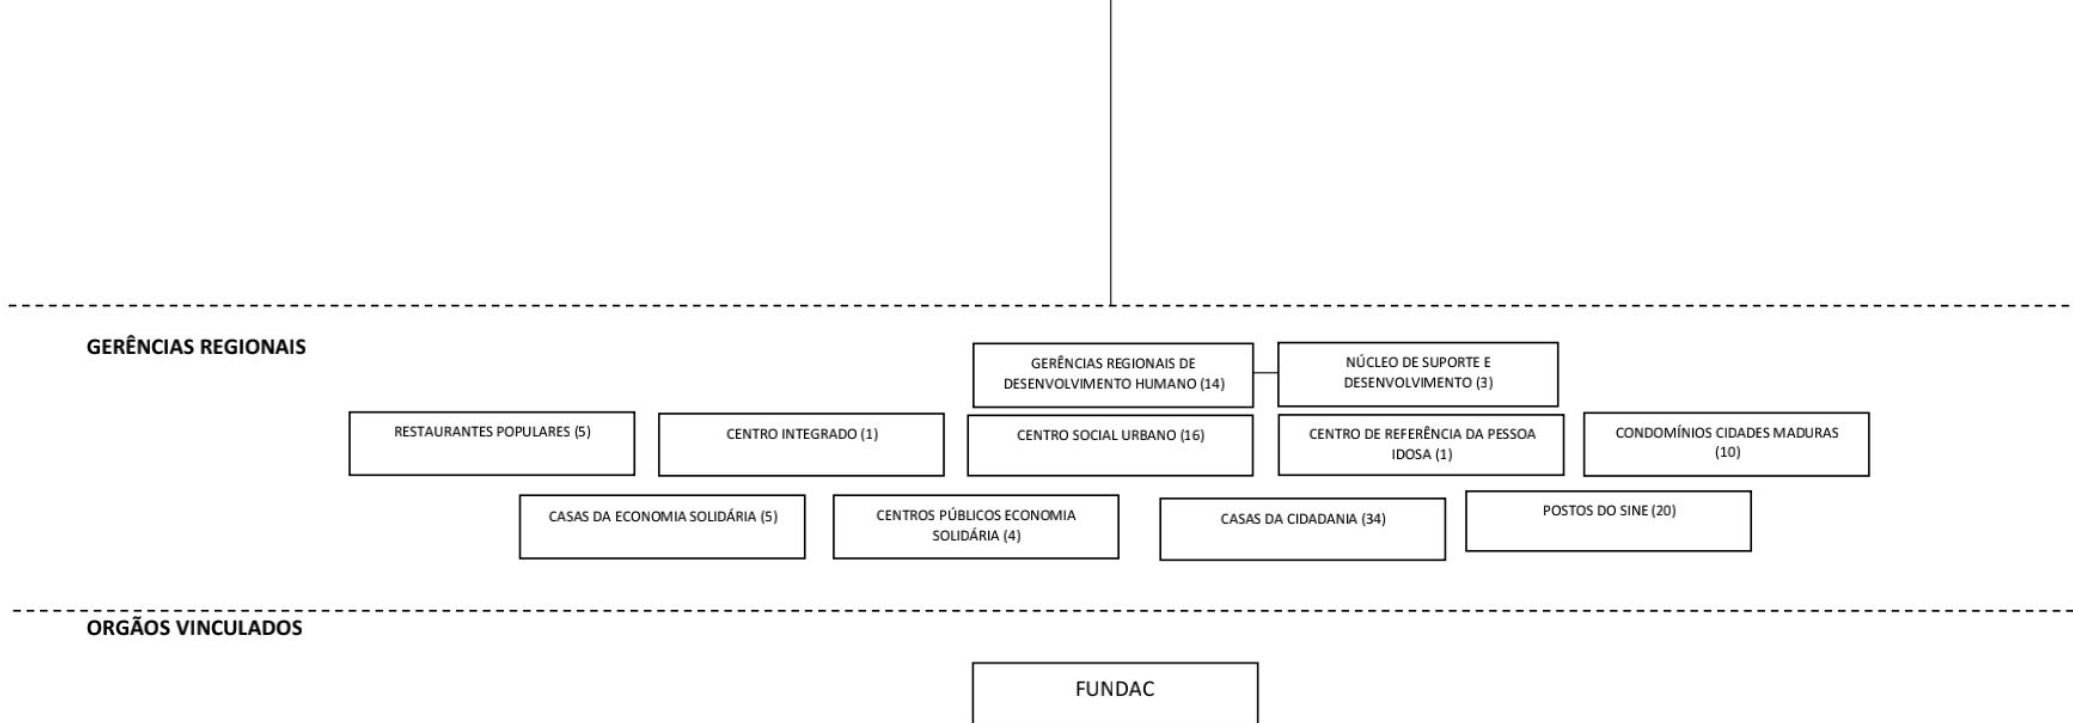 GERÊNCIAS REGIONAIS
GERÊNCIAS REGIONAIS DE
DESENVOLVIMENTO HUMANO (14)
NÚCLEO DE SUPORTE E
DESENVOLVIMENTO (3)
RESTAURANTES POPULARES (5)
CENTRO INTEGRADO (1)
CENTRO SOCIAL URBANO (16)
CENTRO DE REFERÊNCIA DA PESSOA
IDOSA (1)
CONDOMÍNIOS CIDADES MADURAS
(10)
CASAS DA ECONOMIA SOLIDÁRIA (5)
CENTROS PÚBLICOS ECONOMIA
SOLIDÁRIA (4)
CASAS DA CIDADANIA (34)
POSTOS DO SINE (20)
ORGÃOS VINCULADOS
FUNDAC